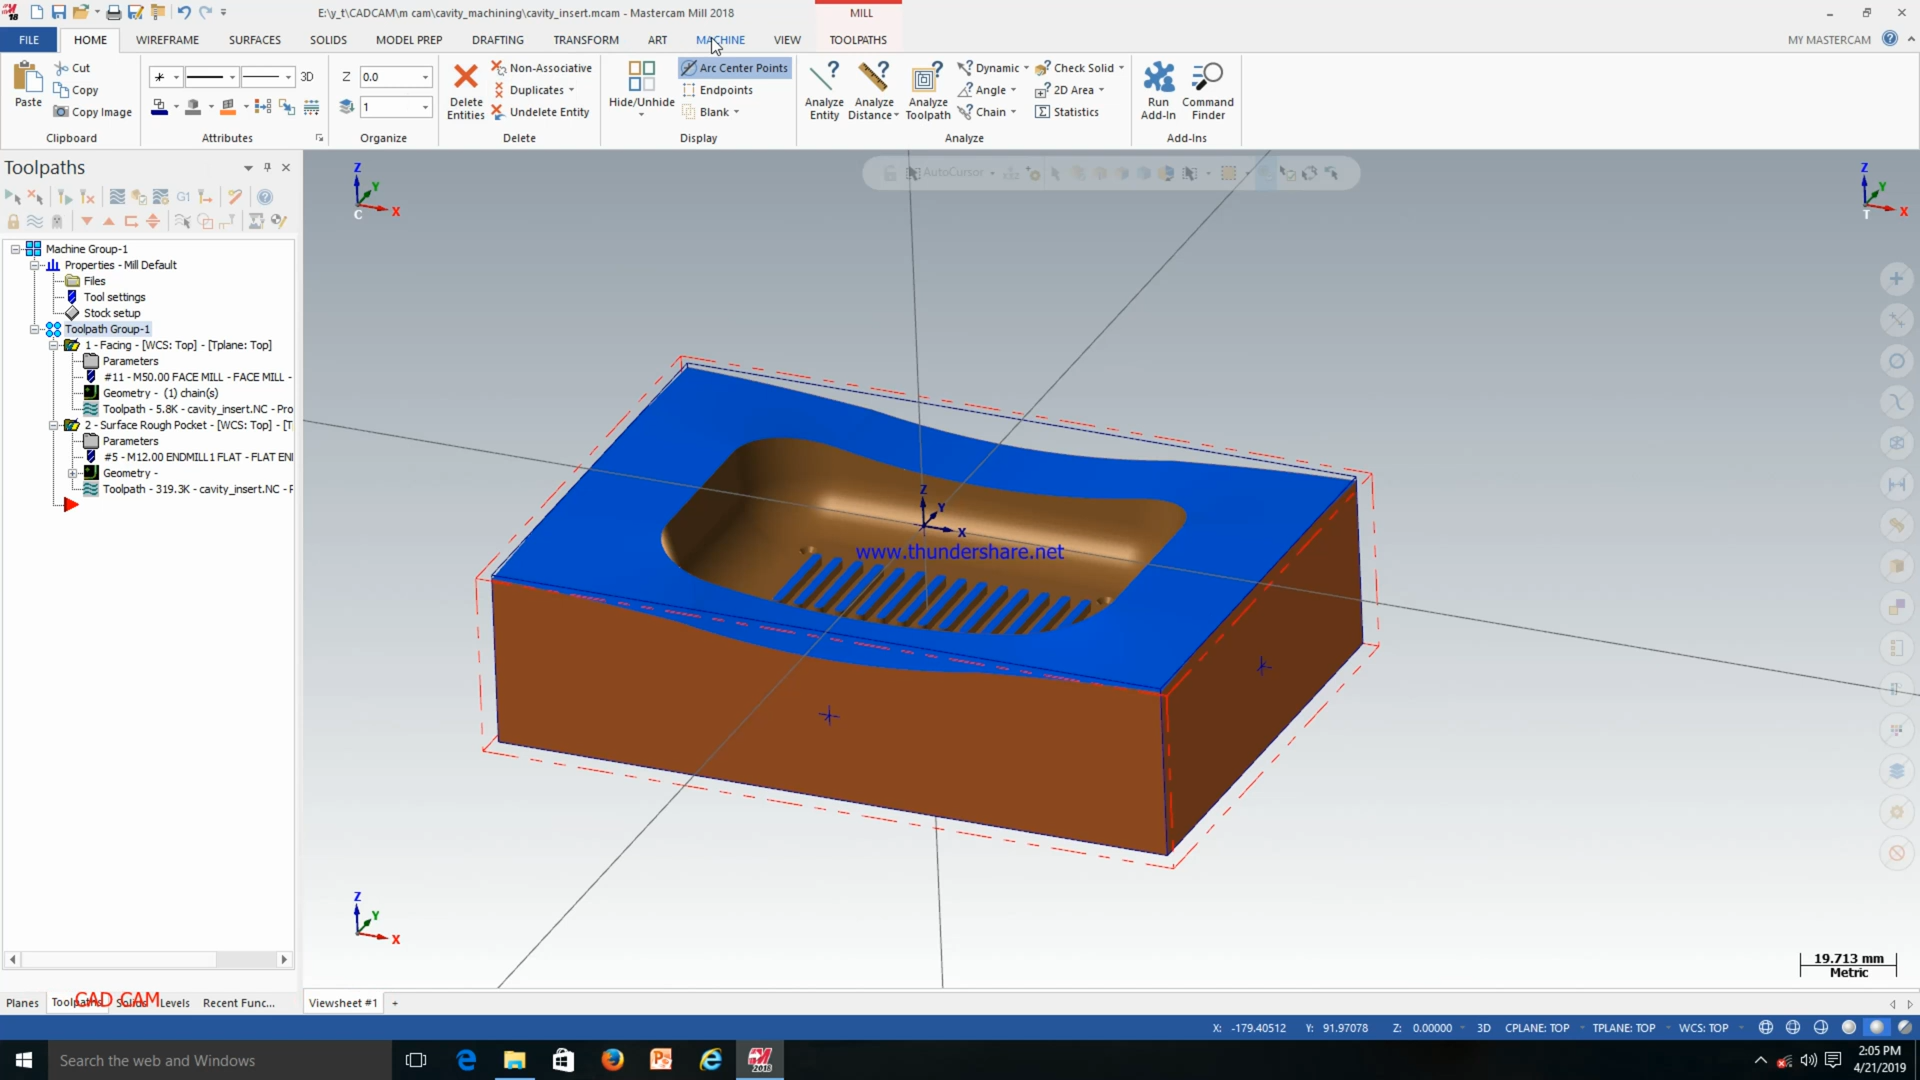 E:\y_t\CADCAM\m cam\cavity_machining\cavity_insert.mcam - Mastercam Mill 2018
MILL
FILE HOME WIREFRAME SURFACES SOLIDS MODEL PREP DRAFTING TRANSFORM ART MACHINE VIEW TOOLPATHS MY MASTERCAM
Paste
Cut
Copy
Copy Image
Clipboard
3D
Attributes
Z 0.0
1
Organize
Delete Entities
Non-Associative
Duplicates
Undelete Entity
Delete
Hide/Unhide
Arc Center Points
Endpoints
Blank
Display
Analyze Entity
Analyze Distance
Analyze Toolpath
Dynamic
Angle
Chain
Check Solid
2D Area
Statistics
Analyze
Run Add-In
Command Finder
Add-Ins
Toolpaths
G1
Machine Group-1
Properties - Mill Default
Files
Tool settings
Stock setup
Toolpath Group-1
1 - Facing - [WCS: Top] - [Tplane: Top]
Parameters
#11 - M50.00 FACE MILL - FACE MILL -
Geometry - (1) chain(s)
Toolpath - 5.8K - cavity_insert.NC - Pro
2 - Surface Rough Pocket - [WCS: Top] - [T
Parameters
#5 - M12.00 ENDMILL1 FLAT - FLAT EN
Geometry -
Toolpath - 319.3K - cavity_insert.NC - F
AutoCursor
Z Y X C
Z Y X T
Z Y X
www.thundershare.net
Z Y X
19.713 mm
Metric
Planes Toolpaths Solids Levels Recent Func...
CAD CAM
Viewsheet #1 +
X: -179.40512 Y: 91.97078 Z: 0.00000 3D CPLANE: TOP TPLANE: TOP WCS: TOP
Search the web and Windows
2018
2:05 PM
4/21/2019